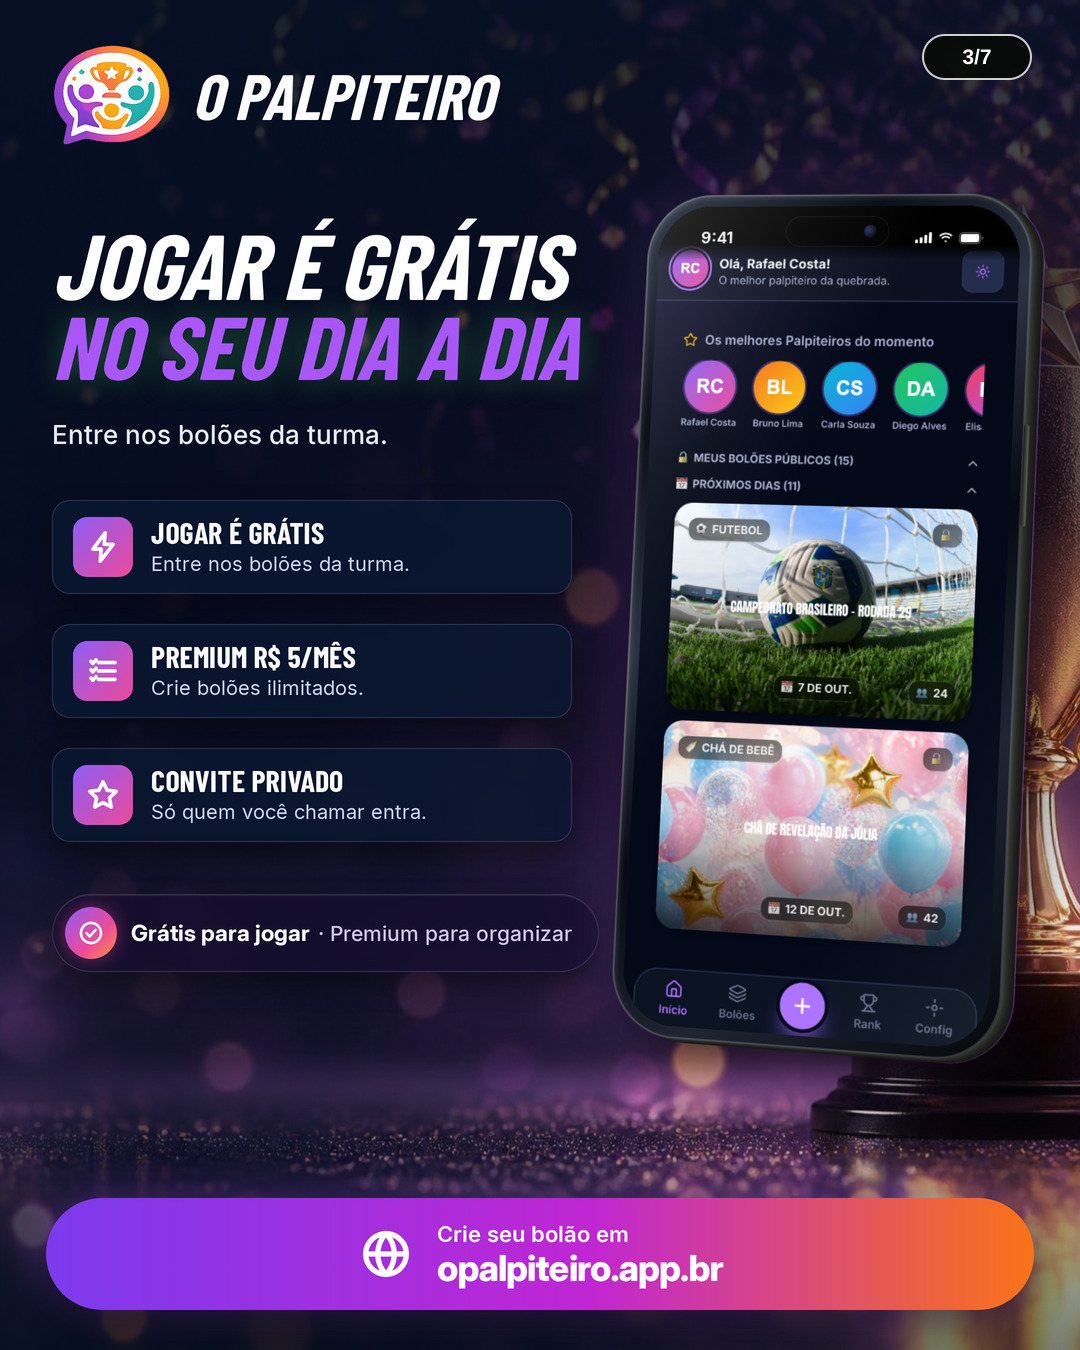 O PALPITEIRO
3/7
JOGAR É GRÁTIS
NO SEU DIA A DIA
Entre nos bolões da turma.
JOGAR É GRÁTIS
Entre nos bolões da turma.
PREMIUM R$ 5/MÊS
Crie bolões ilimitados.
CONVITE PRIVADO
Só quem você chamar entra.
Grátis para jogar · Premium para organizar
9:41
RC
Olá, Rafael Costa!
O melhor palpiteiro da quebrada.
Os melhores Palpiteiros do momento
RC BL CS DA
Rafael Costa Bruno Lima Carla Souza Diego Alves Elis
MEUS BOLÕES PÚBLICOS (15)
PRÓXIMOS DIAS (11)
FUTEBOL
CAMPEONATO BRASILEIRO - RODADA 29
7 DE OUT. 24
CHÁ DE BEBÊ
CHÁ DE REVELAÇÃO DA JÚLIA
12 DE OUT. 42
Início Bolões Rank Config
Crie seu bolão em
opalpiteiro.app.br